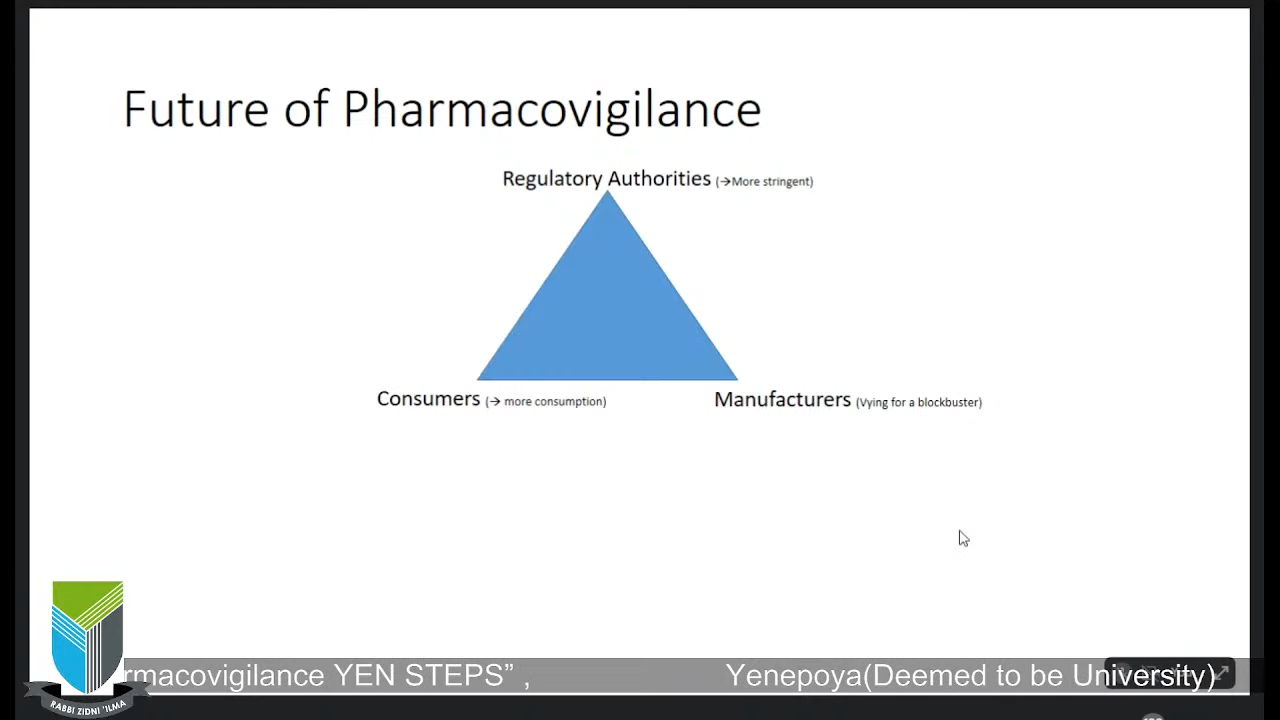 Future of Pharmacovigilance
Regulatory Authorities (→More stringent)
Consumers (→ more consumption)
Manufacturers (Vying for a blockbuster)
rmacovigilance YEN STEPS” , Yenepoya(Deemed to be University)
RABBI ZIDNI 'ILMA